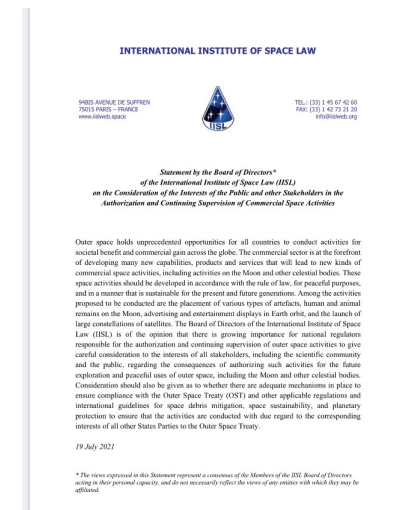 INTERNATIONAL INSTITUTE OF SPACE LAW
94BIS AVENUE DE SUFFREN
75015 PARIS – FRANCE
www.iislweb.space
IISL
TEL.: (33) 1 45 67 42 60
FAX: (33) 1 42 73 21 20
info@iislweb.org
Statement by the Board of Directors*
of the International Institute of Space Law (IISL)
on the Consideration of the Interests of the Public and other Stakeholders in the
Authorization and Continuing Supervision of Commercial Space Activities
Outer space holds unprecedented opportunities for all countries to conduct activities for
societal benefit and commercial gain across the globe. The commercial sector is at the forefront
of developing many new capabilities, products and services that will lead to new kinds of
commercial space activities, including activities on the Moon and other celestial bodies. These
space activities should be developed in accordance with the rule of law, for peaceful purposes,
and in a manner that is sustainable for the present and future generations. Among the activities
proposed to be conducted are the placement of various types of artefacts, human and animal
remains on the Moon, advertising and entertainment displays in Earth orbit, and the launch of
large constellations of satellites. The Board of Directors of the International Institute of Space
Law (IISL) is of the opinion that there is growing importance for national regulators
responsible for the authorization and continuing supervision of outer space activities to give
careful consideration to the interests of all stakeholders, including the scientific community
and the public, regarding the consequences of authorizing such activities for the future
exploration and peaceful uses of outer space, including the Moon and other celestial bodies.
Consideration should also be given as to whether there are adequate mechanisms in place to
ensure compliance with the Outer Space Treaty (OST) and other applicable regulations and
international guidelines for space debris mitigation, space sustainability, and planetary
protection to ensure that the activities are conducted with due regard to the corresponding
interests of all other States Parties to the Outer Space Treaty.
19 July 2021
* The views expressed in this Statement represent a consensus of the Members of the IISL Board of Directors
acting in their personal capacity, and do not necessarily reflect the views of any entities with which they may be
affiliated.